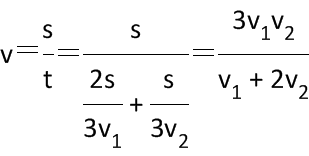 v = s/t = s/(2s/3v₁ + s/3v₂) = 3v₁v₂/(v₁ + 2v₂)